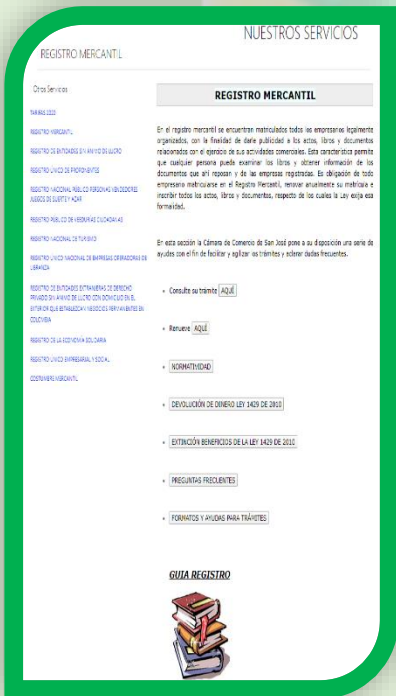 NUESTROS SERVICIOS
REGISTRO MERCANTIL
Otros Servicios
TARIFAS 2020
REGISTRO MERCANTIL
REGISTRO DE ENTIDADES SIN ANIMO DE LUCRO
REGISTRO ÚNICO DE PROPONENTES
REGISTRO NACIONAL PÚBLICO PERSONAS VENDEDORES
JUEGOS DE SUERTE Y AZAR
REGISTRO PÚBLICO DE VEEDURÍAS CIUDADANAS
REGISTRO NACIONAL DE TURISMO
REGISTRO ÚNICO NACIONAL DE EMPRESAS OPERADORAS DE
LIBRANZA
REGISTRO DE ENTIDADES EXTRANJERAS DE DERECHO
PRIVADO SIN ANIMO DE LUCRO CON DOMICILIO EN EL
EXTERIOR QUE ESTABLEZCAN NEGOCIOS PERMANENTES EN
COLOMBIA
REGISTRO DE LA ECONOMÍA SOLIDARIA
REGISTRO ÚNICO EMPRESARIAL Y SOCIAL
COSTUMBRE MERCANTIL
REGISTRO MERCANTIL
En el registro mercantil se encuentran matriculados todos los empresarios legalmente
organizados, con la finalidad de darle publicidad a los actos, libros y documentos
relacionados con el ejercicio de sus actividades comerciales. Esta característica permite
que cualquier persona pueda examinar los libros y obtener información de los
documentos que ahí reposan y de las empresas registradas. Es obligación de todo
empresario matricularse en el Registro Mercantil, renovar anualmente su matrícula e
inscribir todos los actos, libros y documentos, respecto de los cuales la Ley exija esa
formalidad.
En esta sección la Cámara de Comercio de San José pone a su disposición una serie de
ayudas con el fin de facilitar y agilizar los trámites y aclarar dudas frecuentes.
Consulte su trámite AQUÍ
Renueve AQUÍ
NORMATIVIDAD
DEVOLUCIÓN DE DINERO LEY 1429 DE 2010
EXTINCIÓN BENEFICIOS DE LA LEY 1429 DE 2010
PREGUNTAS FRECUENTES
FORMATOS Y AYUDAS PARA TRÁMITES
GUIA REGISTRO